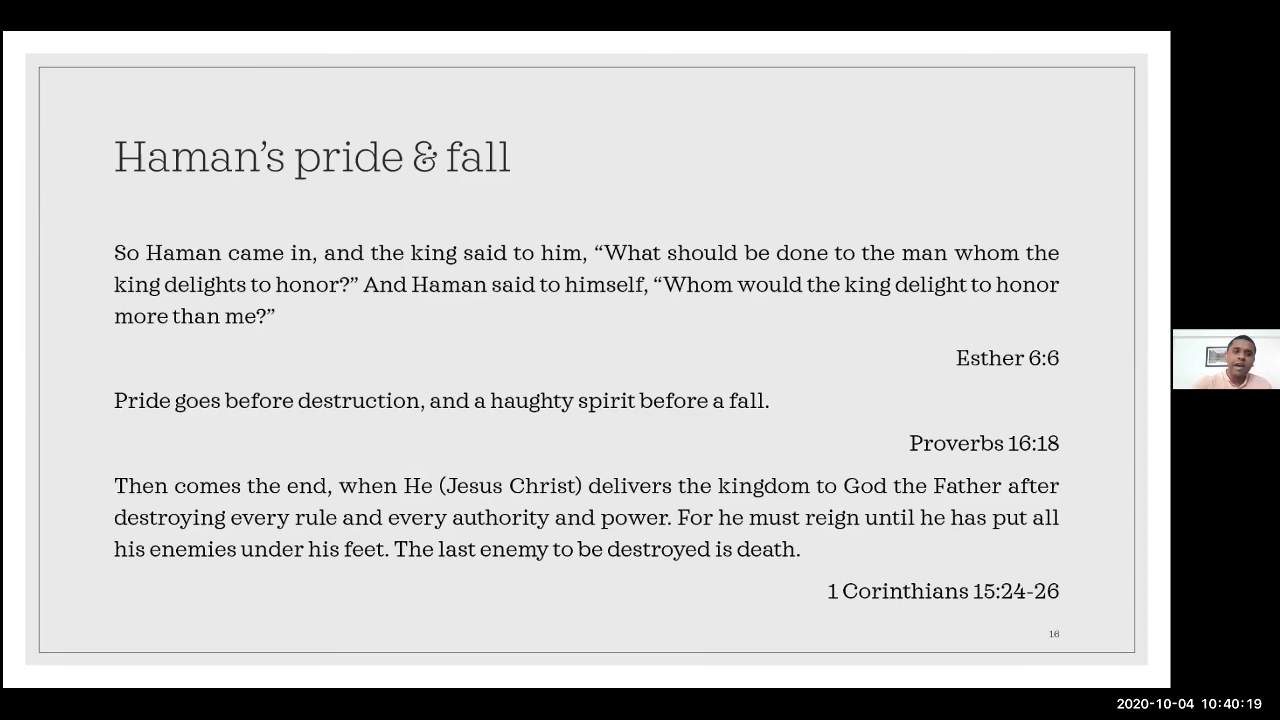 Haman’s pride & fall
So Haman came in, and the king said to him, “What should be done to the man whom the
king delights to honor?” And Haman said to himself, “Whom would the king delight to honor
more than me?”
Esther 6:6
Pride goes before destruction, and a haughty spirit before a fall.
Proverbs 16:18
Then comes the end, when He (Jesus Christ) delivers the kingdom to God the Father after
destroying every rule and every authority and power. For he must reign until he has put all
his enemies under his feet. The last enemy to be destroyed is death.
1 Corinthians 15:24-26
16
2020-10-04 10:40:19